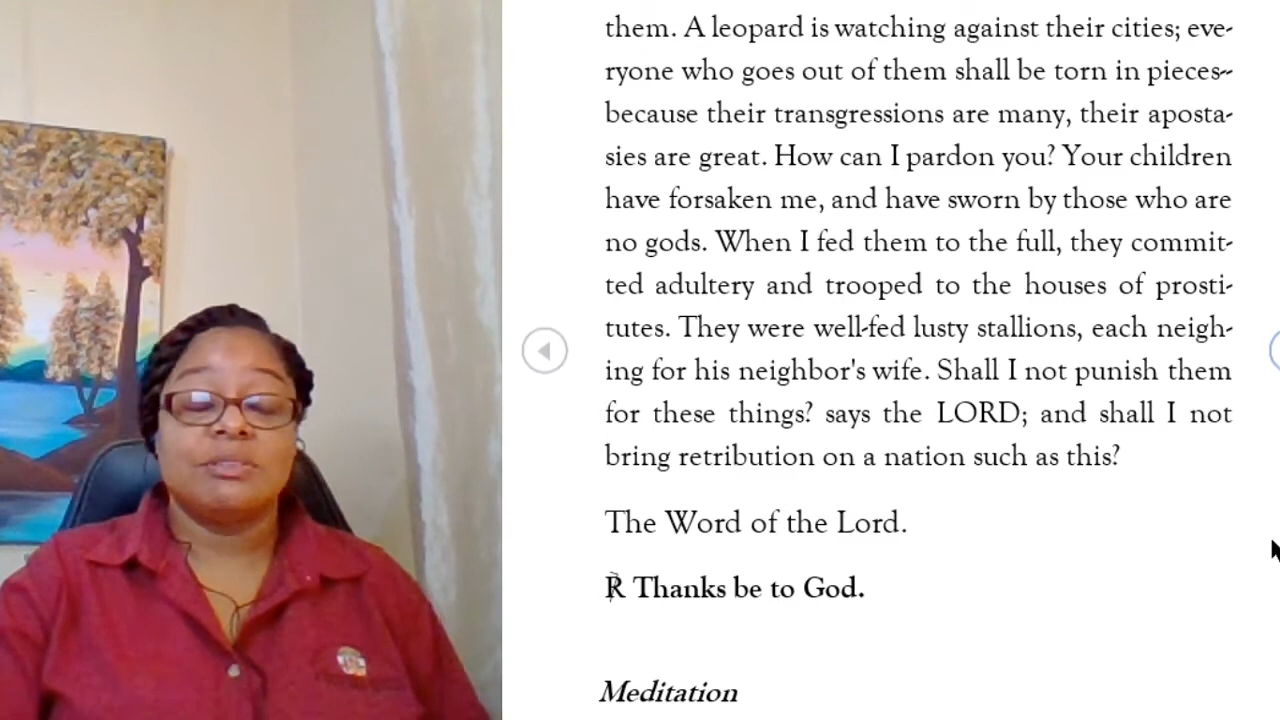 them. A leopard is watching against their cities; eve-
ryone who goes out of them shall be torn in pieces--
because their transgressions are many, their aposta-
sies are great. How can I pardon you? Your children
have forsaken me, and have sworn by those who are
no gods. When I fed them to the full, they commit-
ted adultery and trooped to the houses of prosti-
tutes. They were well-fed lusty stallions, each neigh-
ing for his neighbor's wife. Shall I not punish them
for these things? says the LORD; and shall I not
bring retribution on a nation such as this?
The Word of the Lord.
℟ Thanks be to God.
Meditation